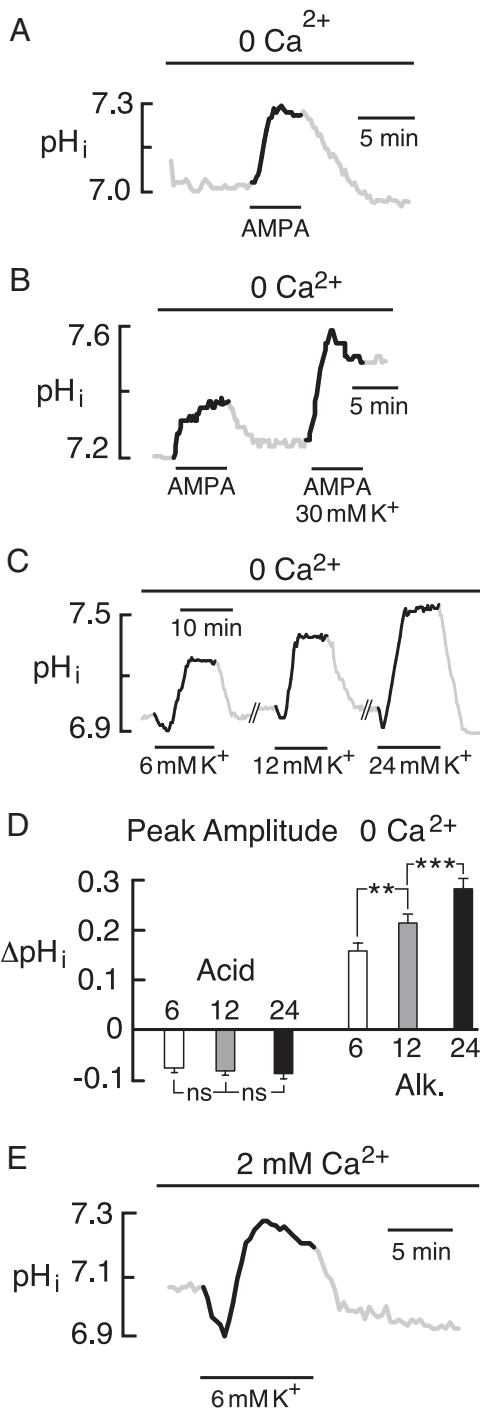 A
0 Ca²⁺
7.3
pHi
7.0
5 min
AMPA
B
0 Ca²⁺
7.6
pHi
7.2
5 min
AMPA AMPA
30 mM K⁺
C
0 Ca²⁺
7.5
10 min
pHi
6.9
6 mM K⁺ 12 mM K⁺ 24 mM K⁺
D Peak Amplitude 0 Ca²⁺
0.3
** ***
0.2
ΔpHi
0.1
Acid
6 12 24
0
6 12 24
-0.1
ns ns
Alk.
E
2 mM Ca²⁺
7.3
5 min
pHi 7.1
6.9
6 mM K⁺